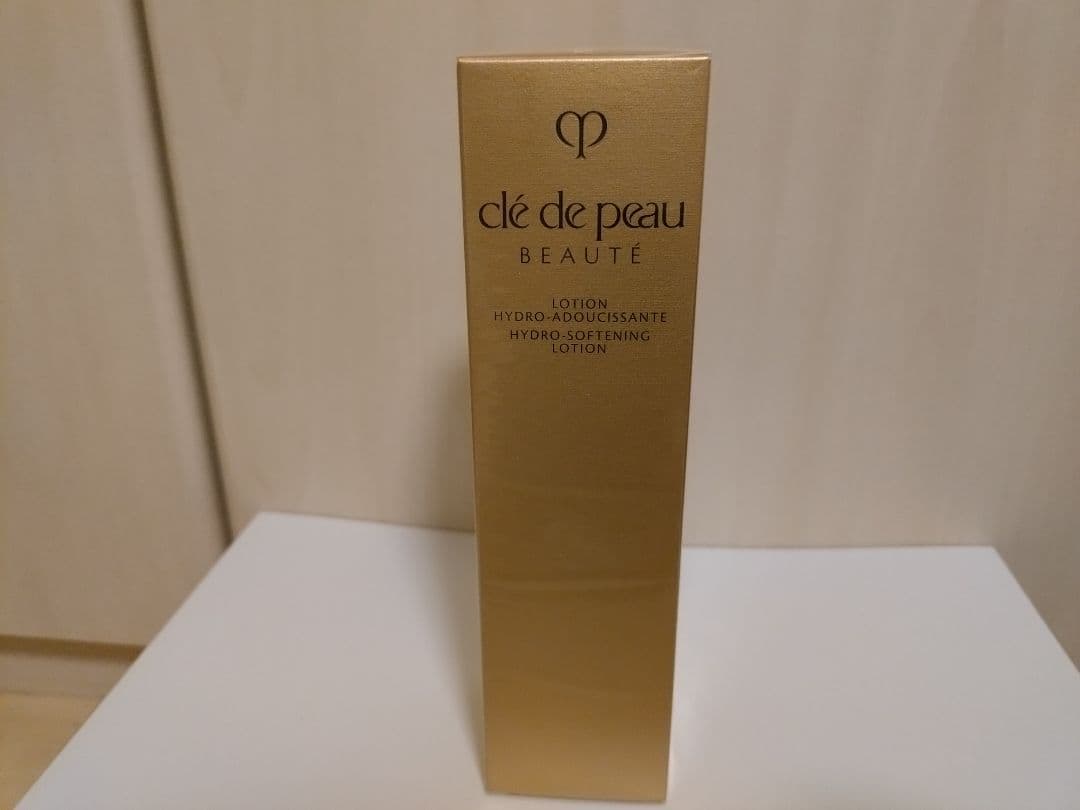 clé de peau
BEAUTÉ
LOTION
HYDRO-ADOUCISSANTE
HYDRO-SOFTENING
LOTION